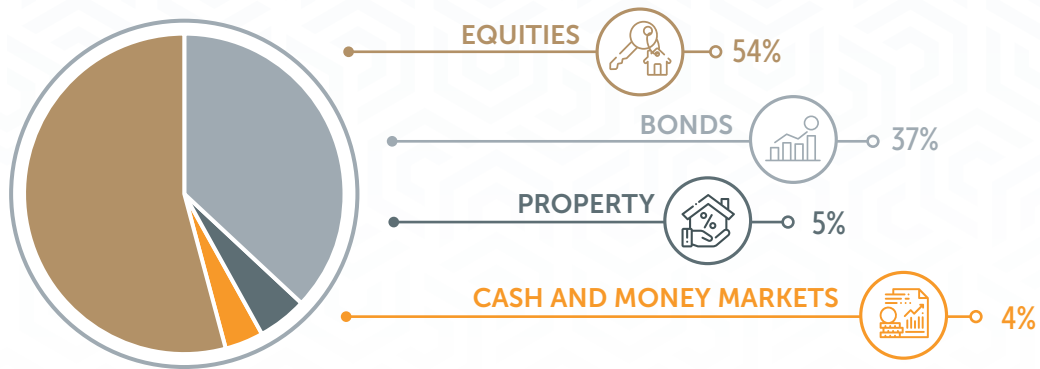 EQUITIES 54%
BONDS 37%
PROPERTY 5%
CASH AND MONEY MARKETS 4%